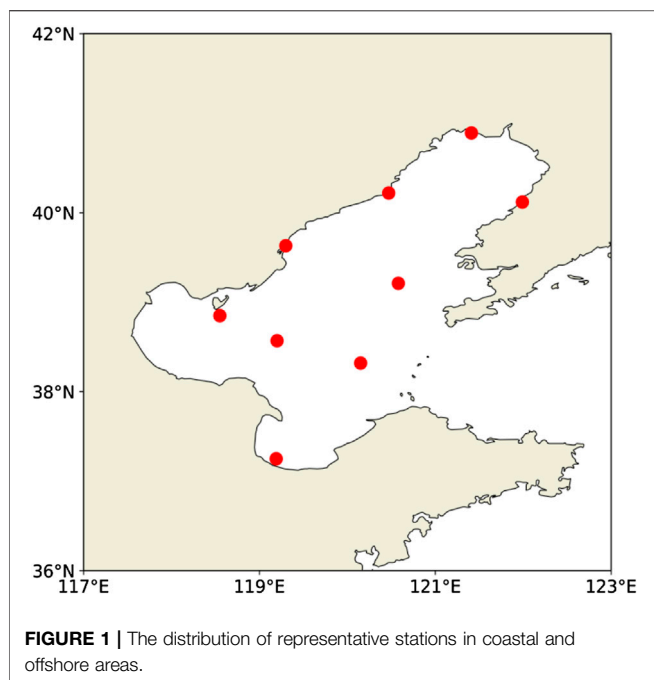 42°N
40°N
38°N
36°N
117°E 119°E 121°E 123°E
FIGURE 1 | The distribution of representative stations in coastal and
offshore areas.